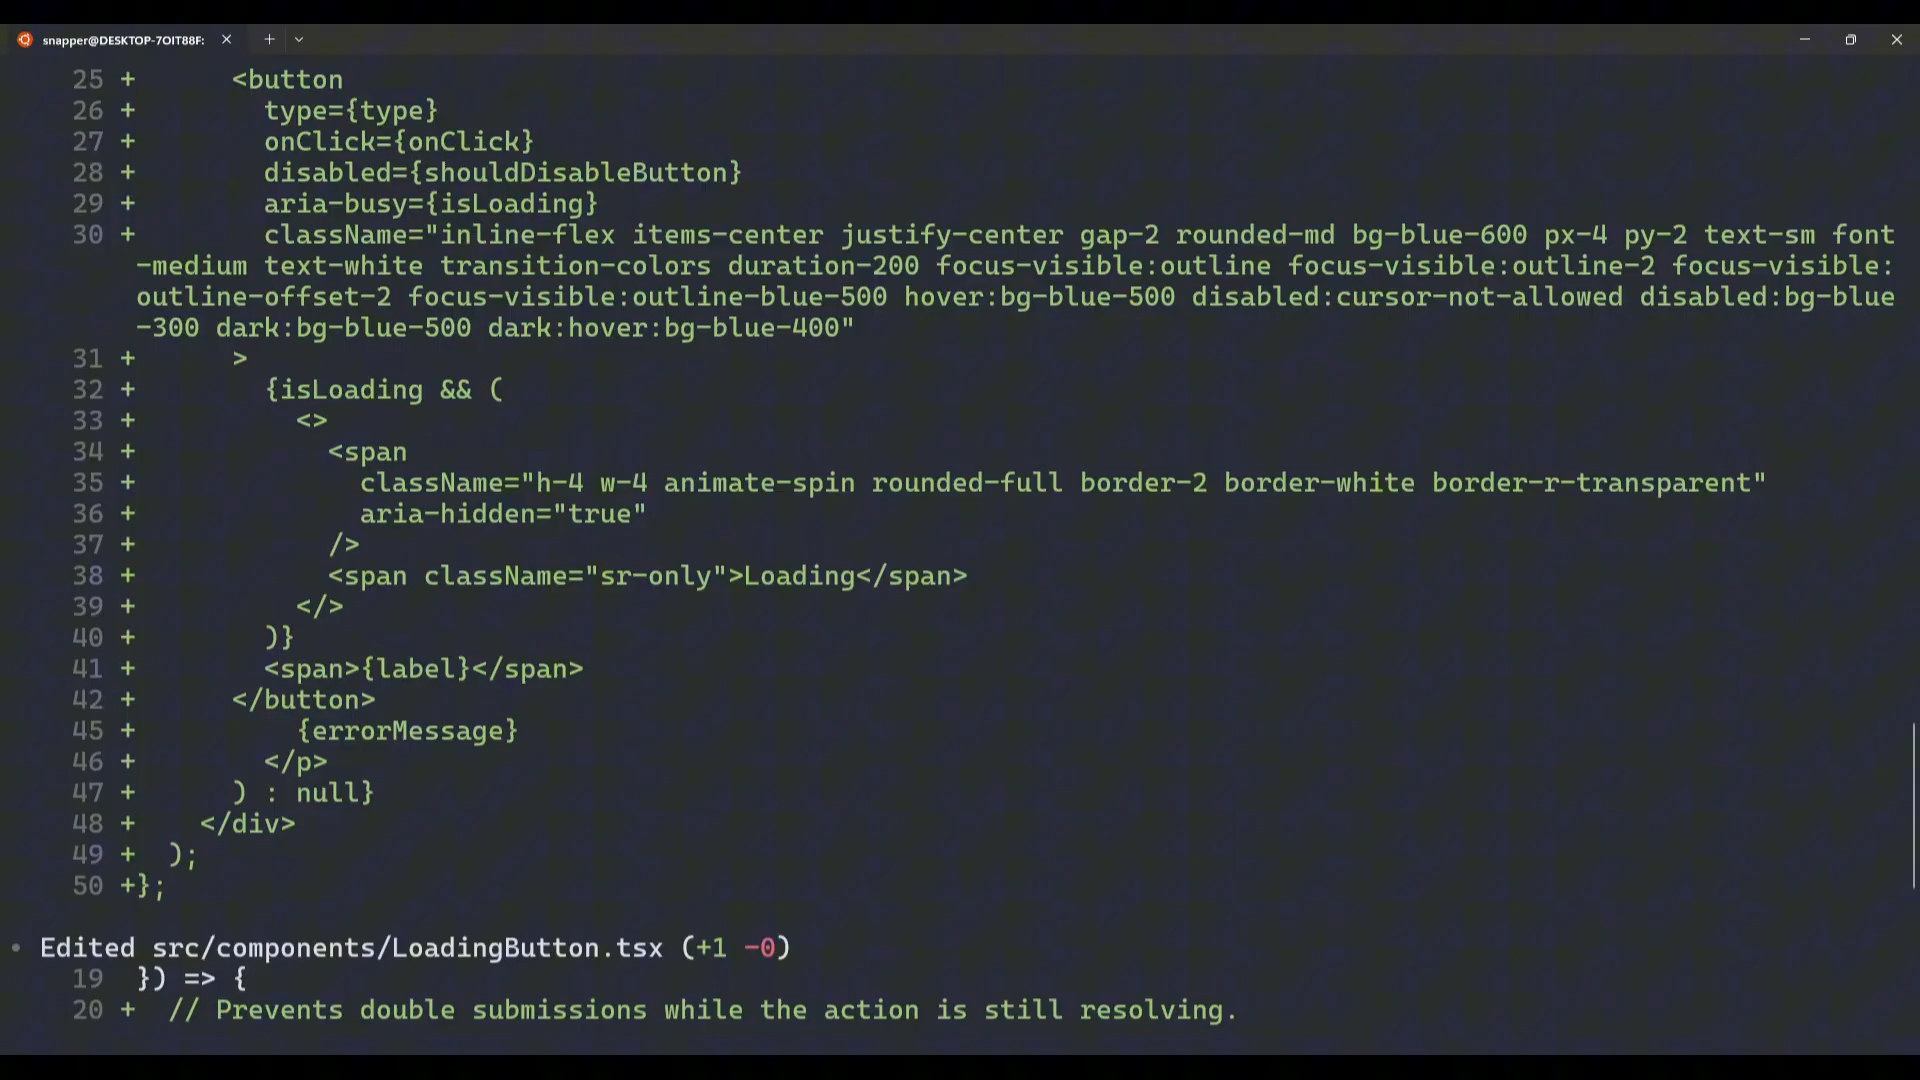 snapper@DESKTOP-7OIT88F:
25 +      <button
26 +        type={type}
27 +        onClick={onClick}
28 +        disabled={shouldDisableButton}
29 +        aria-busy={isLoading}
30 +        className="inline-flex items-center justify-center gap-2 rounded-md bg-blue-600 px-4 py-2 text-sm font
-medium text-white transition-colors duration-200 focus-visible:outline focus-visible:outline-2 focus-visible:
outline-offset-2 focus-visible:outline-blue-500 hover:bg-blue-500 disabled:cursor-not-allowed disabled:bg-blue
-300 dark:bg-blue-500 dark:hover:bg-blue-400"
31 +      >
32 +        {isLoading && (
33 +          <>
34 +            <span
35 +              className="h-4 w-4 animate-spin rounded-full border-2 border-white border-r-transparent"
36 +              aria-hidden="true"
37 +            />
38 +            <span className="sr-only">Loading</span>
39 +          </>
40 +        )}
41 +        <span>{label}</span>
42 +      </button>
45 +          {errorMessage}
46 +        </p>
47 +      ) : null}
48 +    </div>
49 +  );
50 +};
• Edited src/components/LoadingButton.tsx (+1 -0)
19  }) => {
20 +  // Prevents double submissions while the action is still resolving.